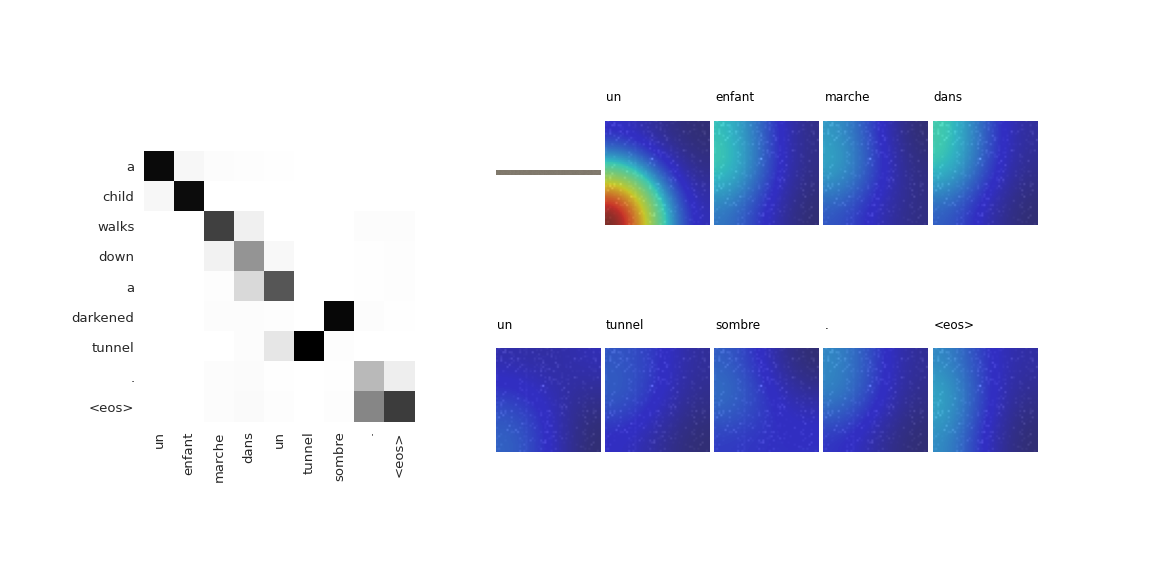 a
child
walks
down
a
darkened
tunnel
.
<eos>
un
enfant
marche
dans
un
tunnel
sombre
.
<eos>
un enfant marche dans
un tunnel sombre . <eos>